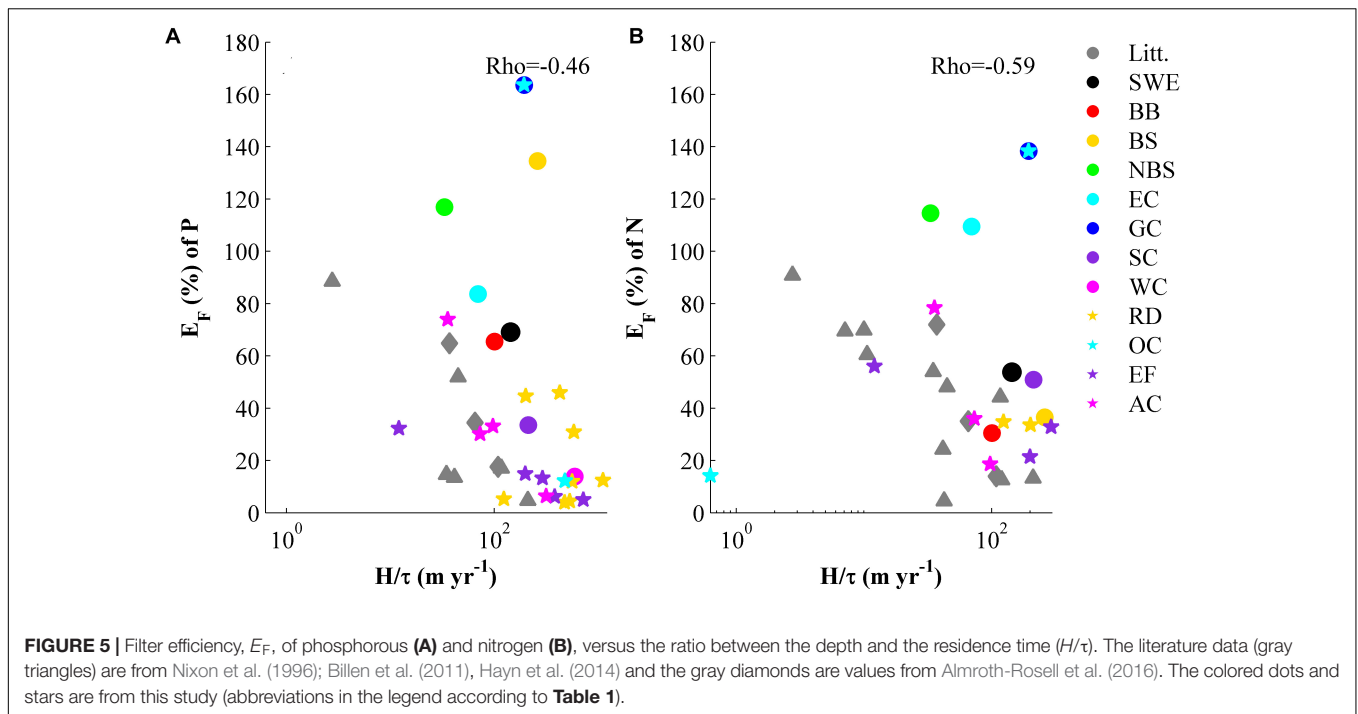 A
B
180
160
140
120
100
80
60
40
20
0
E_F (%) of P
Rho=-0.46
10^0
10^2
H/τ (m yr^-1)
180
160
140
120
100
80
60
40
20
0
E_F (%) of N
Rho=-0.59
10^0
10^2
H/τ (m yr^-1)
Litt.
SWE
BB
BS
NBS
EC
GC
SC
WC
RD
OC
EF
AC
FIGURE 5 | Filter efficiency, E_F, of phosphorous (A) and nitrogen (B), versus the ratio between the depth and the residence time (H/τ). The literature data (gray
triangles) are from Nixon et al. (1996); Billen et al. (2011), Hayn et al. (2014) and the gray diamonds are values from Almroth-Rosell et al. (2016). The colored dots and
stars are from this study (abbreviations in the legend according to Table 1).